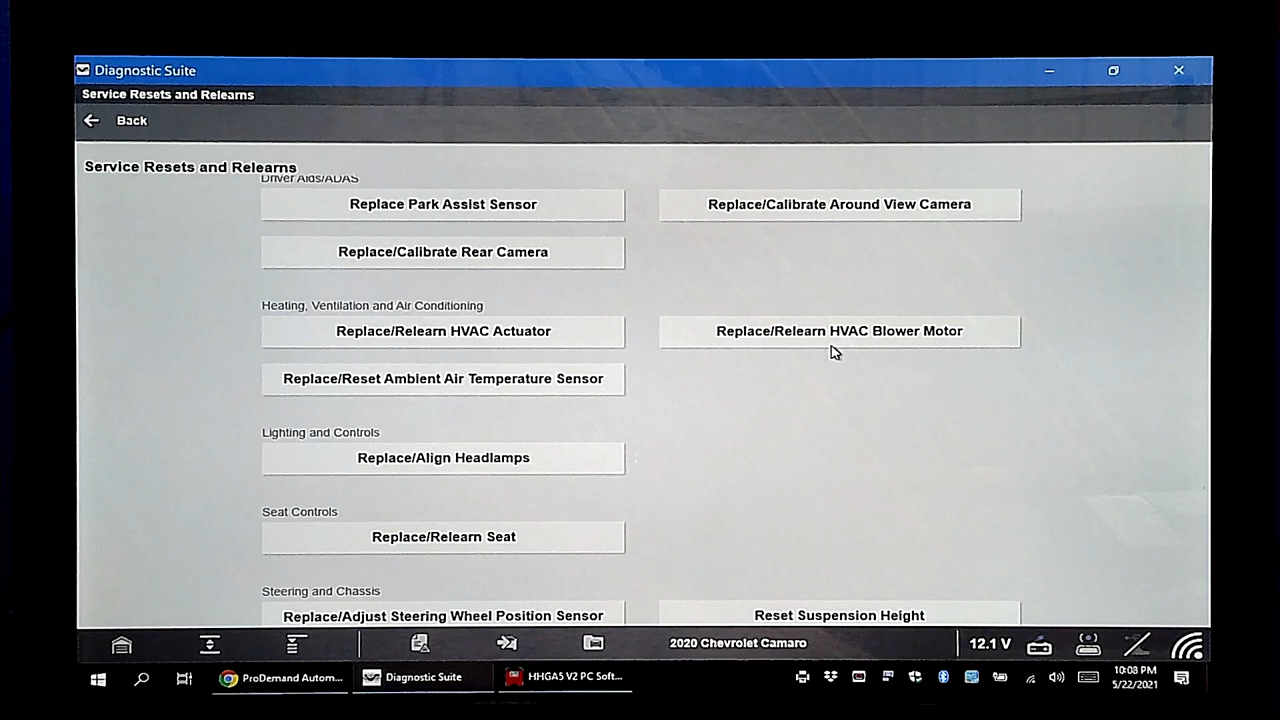 Diagnostic Suite
Service Resets and Relearns
Back
Service Resets and Relearns
Driver Aids/ADAS
Replace Park Assist Sensor
Replace/Calibrate Around View Camera
Replace/Calibrate Rear Camera
Heating, Ventilation and Air Conditioning
Replace/Relearn HVAC Actuator
Replace/Relearn HVAC Blower Motor
Replace/Reset Ambient Air Temperature Sensor
Lighting and Controls
Replace/Align Headlamps
Seat Controls
Replace/Relearn Seat
Steering and Chassis
Replace/Adjust Steering Wheel Position Sensor
Reset Suspension Height
2020 Chevrolet Camaro
12.1 V
ProDemand Autom...
Diagnostic Suite
HHGA5 V2 PC Soft...
10:08 PM
5/22/2021